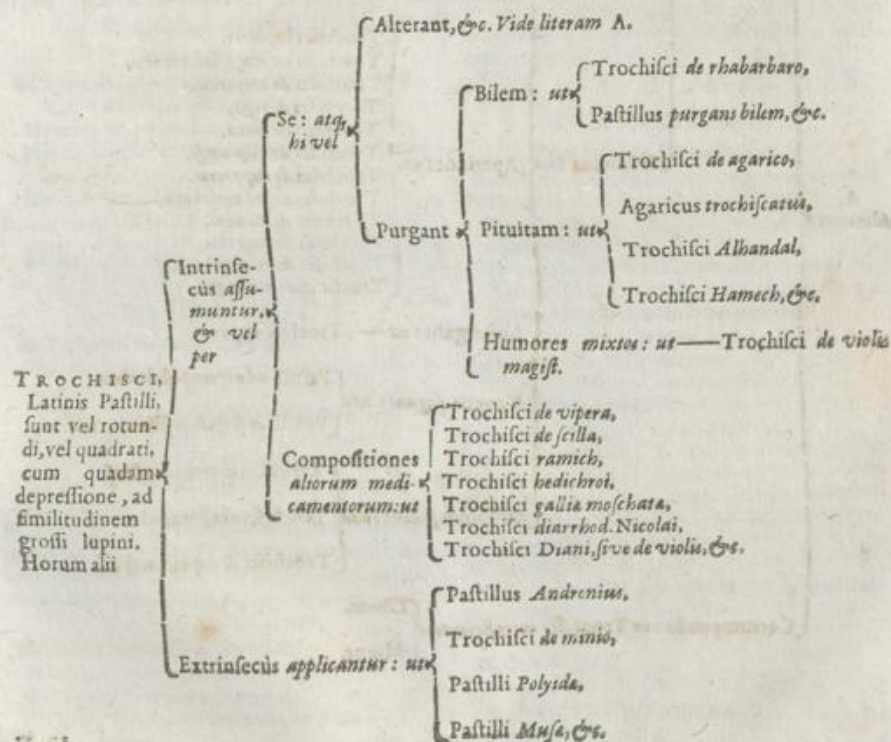 TROCHISCI,
Latinis Paſtilli,
ſunt vel rotun-
di, vel quadrati,
cum quadam
depreſſione, ad
ſimilitudinem
groſſi lupini.
Horum alii
Intrinſe-
cùs aſſu-
muntur,
& vel
per
Se: atq;
hi vel
Alterant, &c. Vide literam A.
Purgant
Bilem: ut
Trochiſci de rhabarbaro,
Paſtillus purgans bilem, &c.
Pituitam: ut
Trochiſci de agarico,
Agaricus trochiſcatus,
Trochiſci Alhandal,
Trochiſci Hamech, &c.
Humores mixtos: ut—Trochiſci de violis
magiſt.
Compoſitiones
aliorum medi-
camentorum: ut
Trochiſci de vipera,
Trochiſci de ſcilla,
Trochiſci ramich,
Trochiſci hedichroi,
Trochiſci galliæ moſchatæ,
Trochiſci diarrhod. Nicolai,
Trochiſci Diani, ſive de violis, &c.
Extrinſecùs applicantur: ut
Paſtillus Andronius,
Trochiſci de minio,
Paſtilli Polyidæ,
Paſtilli Muſæ, &c.